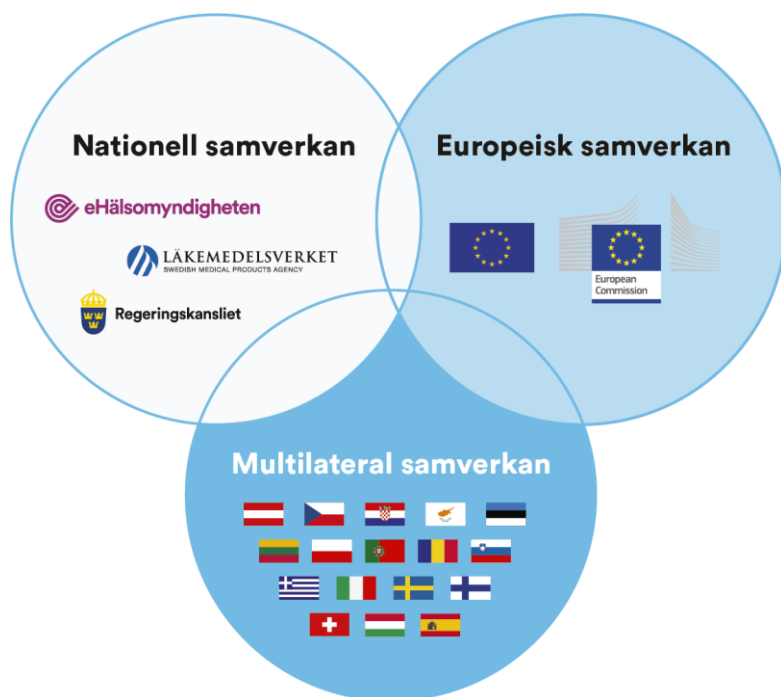 Nationell samverkan
Europeisk samverkan
eHälsomyndigheten
LÄKEMEDELSVERKET
SWEDISH MEDICAL PRODUCTS AGENCY
Regeringskansliet
European
Commission
Multilateral samverkan